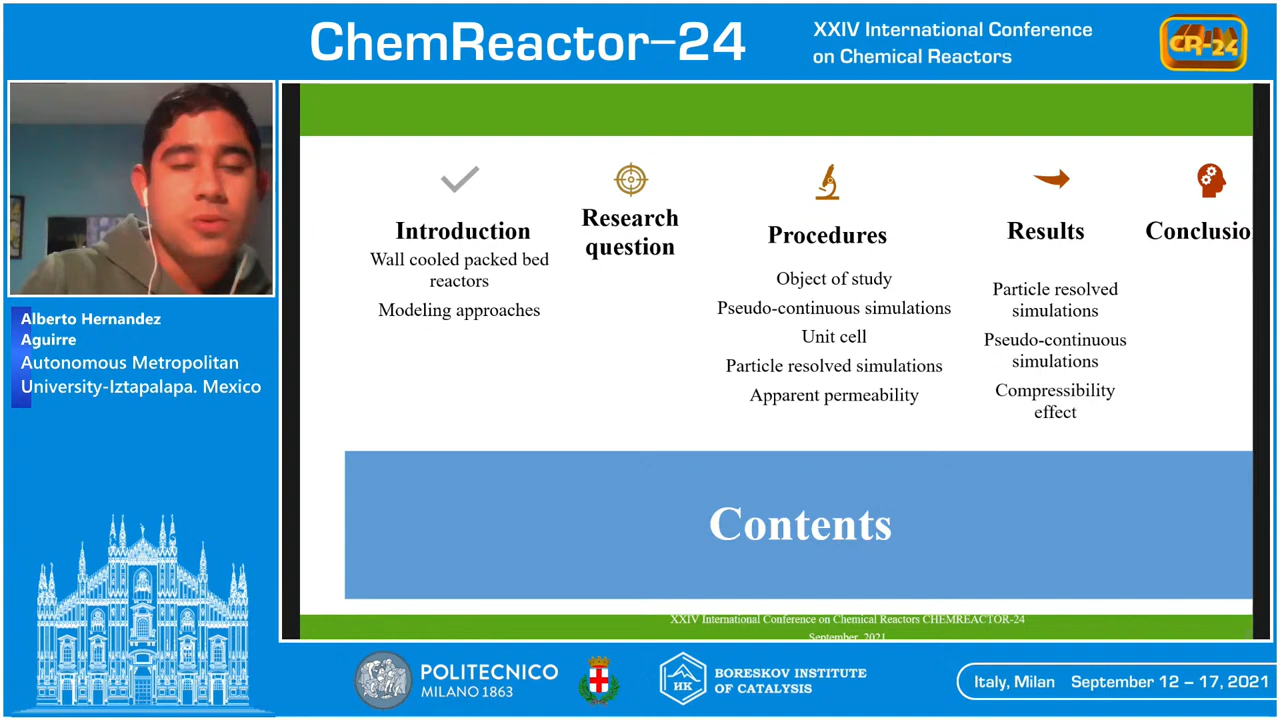 ChemReactor–24
XXIV International Conference
on Chemical Reactors
CR-24
Introduction
Wall cooled packed bed
reactors
Modeling approaches
Research
question
Procedures
Object of study
Pseudo-continuous simulations
Unit cell
Particle resolved simulations
Apparent permeability
Results
Particle resolved
simulations
Pseudo-continuous
simulations
Compressibility
effect
Conclusio
Alberto Hernandez
Aguirre
Autonomous Metropolitan
University-Iztapalapa. Mexico
Contents
XXIV International Conference on Chemical Reactors CHEMREACTOR-24
September, 2021
POLITECNICO
MILANO 1863
НК
BORESKOV INSTITUTE
OF CATALYSIS
Italy, Milan September 12 – 17, 2021